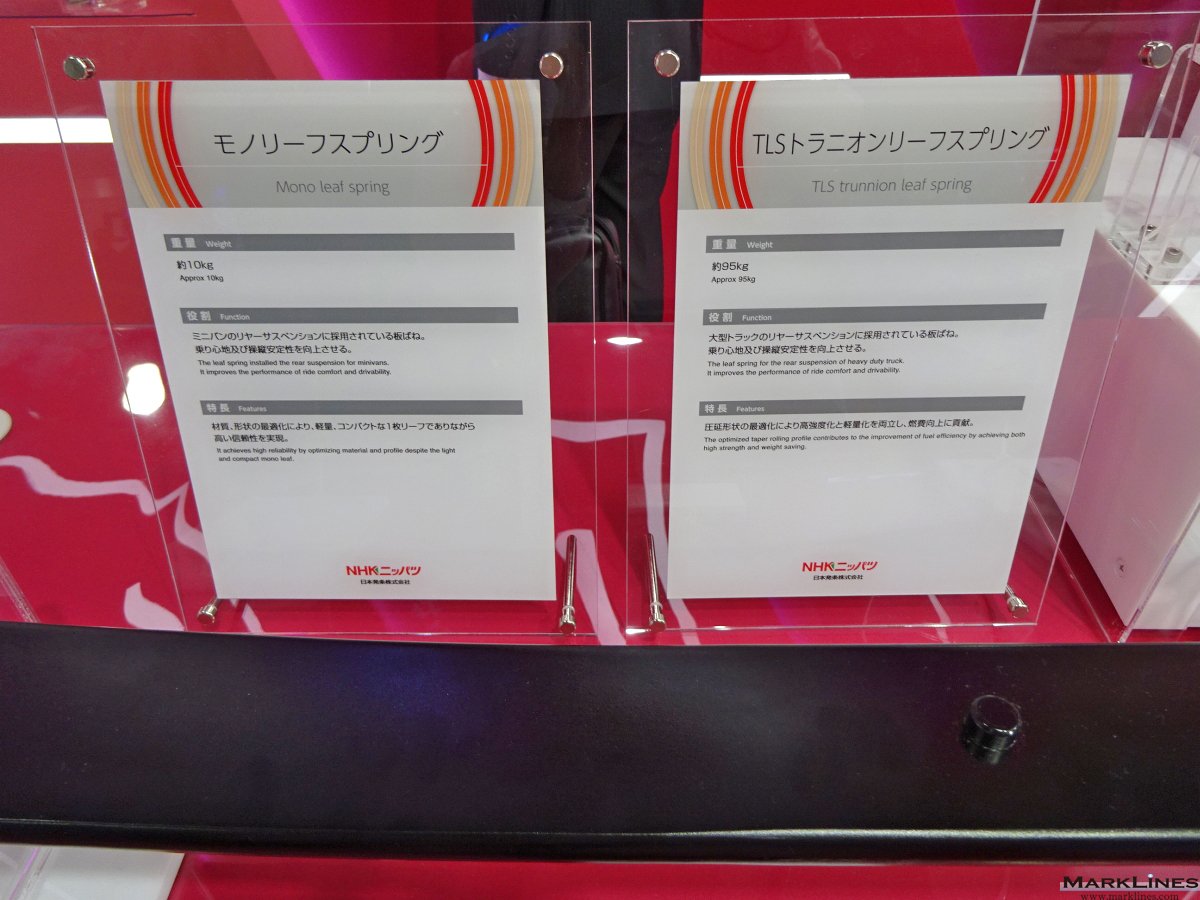 モノリーフスプリング
Mono leaf spring
重量 Weight
約10kg
Approx 10kg
役割 Function
ミニバンのリヤーサスペンションに採用されている板ばね。
乗り心地及び操縦安定性を向上させる。
The leaf spring installed the rear suspension for minivans.
It improves the performance of ride comfort and drivability.
特長 Features
材質、形状の最適化により、軽量、コンパクトな1枚リーフでありながら
高い信頼性を実現。
It achieves high reliability by optimizing material and profile despite the light
and compact mono leaf.
NHKニッパツ
日本発条株式会社
TLSトラニオンリーフスプリング
TLS trunnion leaf spring
重量 Weight
約95kg
Approx 95kg
役割 Function
大型トラックのリヤーサスペンションに採用されている板ばね。
乗り心地及び操縦安定性を向上させる。
The leaf spring for the rear suspension of heavy duty truck.
It improves the performance of ride comfort and drivability.
特長 Features
圧延形状の最適化により高強度化と軽量化を両立し、燃費向上に貢献。
The optimized taper rolling profile contributes to the improvement of fuel efficiency by achieving both
high strength and weight saving.
NHKニッパツ
日本発条株式会社
MARKLINES
www.marklines.com